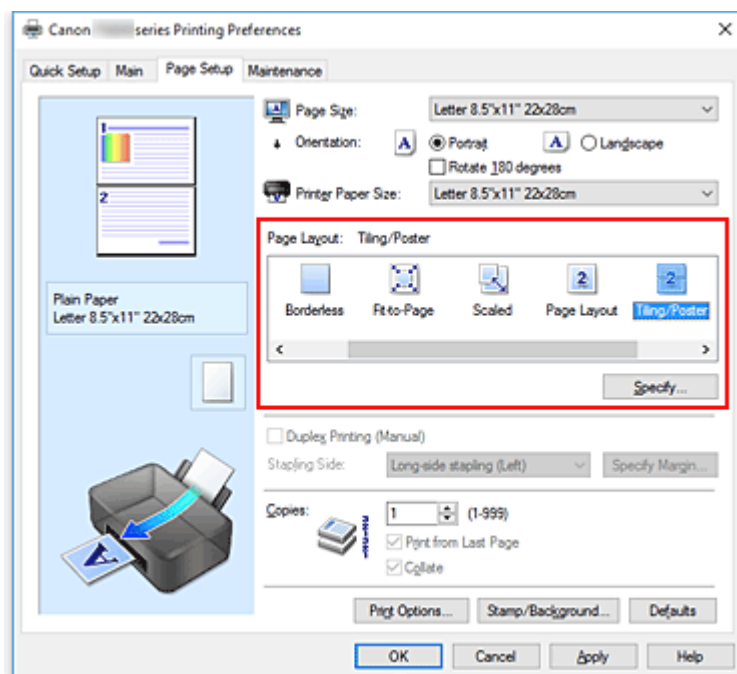 Canon series Printing Preferences
Quick Setup Main Page Setup Maintenance
1
2
Plain Paper
Letter 8.5"x11" 22x28cm
Page Size: Letter 8.5"x11" 22x28cm
Orientation: A Portrait A Landscape
Rotate 180 degrees
Printer Paper Size: Letter 8.5"x11" 22x28cm
Page Layout: Tiling/Poster
2 2
Borderless Fit-to-Page Scaled Page Layout Tiling/Poster
Specify...
Duplex Printing (Manual)
Stapling Side: Long-side stapling (Left) Specify Margin...
Copies: 1 (1-999)
Print from Last Page
Collate
A
Print Options... Stamp/Background... Defaults
OK Cancel Apply Help